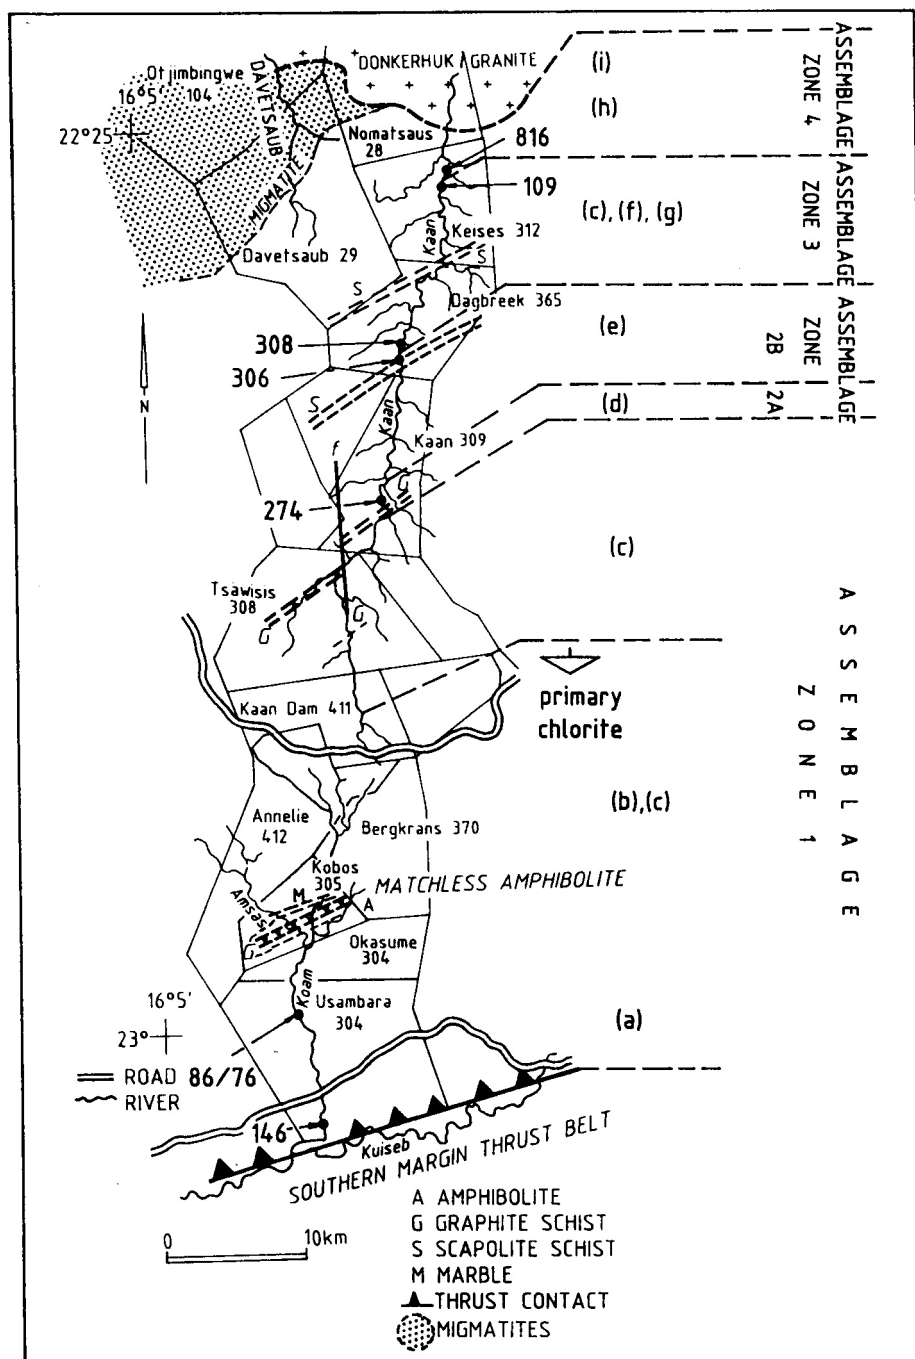 DONKERHUK GRANITE
Otjimbingwe
104
16°5'
22°25'
DAVETSAUB
MIGMATITE
Nomatsaus
28
816
109
Kaan
Keises 312
S
Davetsaub 29
S
Dagbreek 365
308
306
S
Kaan
Kaan 309
f
G
274
Tsawisis
308
G
G
N
Kaan Dam 411
primary
chlorite
Annelie
412
Bergkrans 370
Kobos
305
M
MATCHLESS AMPHIBOLITE
A
Amsas
G
Okasume
304
Koam
Usambara
304
16°5'
23°
ROAD
RIVER
86/76
146
Kuiseb
SOUTHERN MARGIN THRUST BELT
(i)
(h)
(c), (f), (g)
(e)
(d)
(c)
(b),(c)
(a)
ASSEMBLAGE
ZONE 4
ASSEMBLAGE
ZONE 3
ASSEMBLAGE
ZONE
2B
2A
ASSEMBLAGE
ZONE 1
0
10km
A AMPHIBOLITE
G GRAPHITE SCHIST
S SCAPOLITE SCHIST
M MARBLE
THRUST CONTACT
MIGMATITES